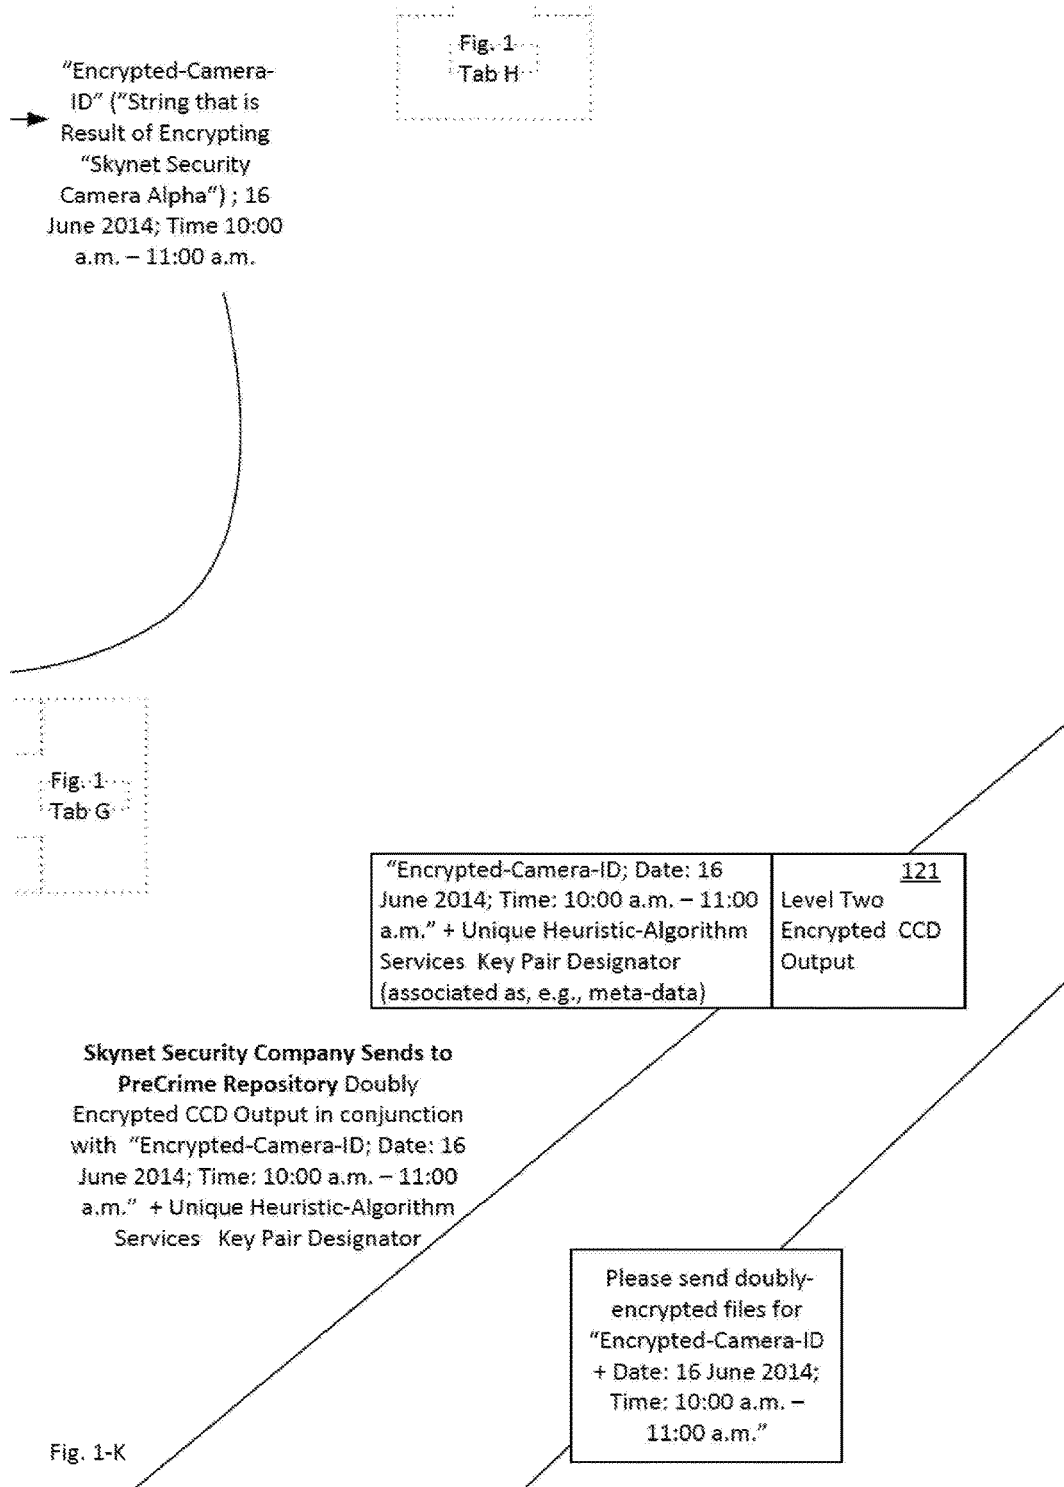 Fig. 1
Tab H
“Encrypted-Camera-
ID” (“String that is
Result of Encrypting
“Skynet Security
Camera Alpha”) ; 16
June 2014; Time 10:00
a.m. – 11:00 a.m.
Fig. 1
Tab G
“Encrypted-Camera-ID; Date: 16
June 2014; Time: 10:00 a.m. – 11:00
a.m.” + Unique Heuristic-Algorithm
Services Key Pair Designator
(associated as, e.g., meta-data)
121
Level Two
Encrypted CCD
Output
Skynet Security Company Sends to
PreCrime Repository Doubly
Encrypted CCD Output in conjunction
with “Encrypted-Camera-ID; Date: 16
June 2014; Time: 10:00 a.m. – 11:00
a.m.” + Unique Heuristic-Algorithm
Services Key Pair Designator
Please send doubly-
encrypted files for
“Encrypted-Camera-ID
+ Date: 16 June 2014;
Time: 10:00 a.m. –
11:00 a.m.”
Fig. 1-K